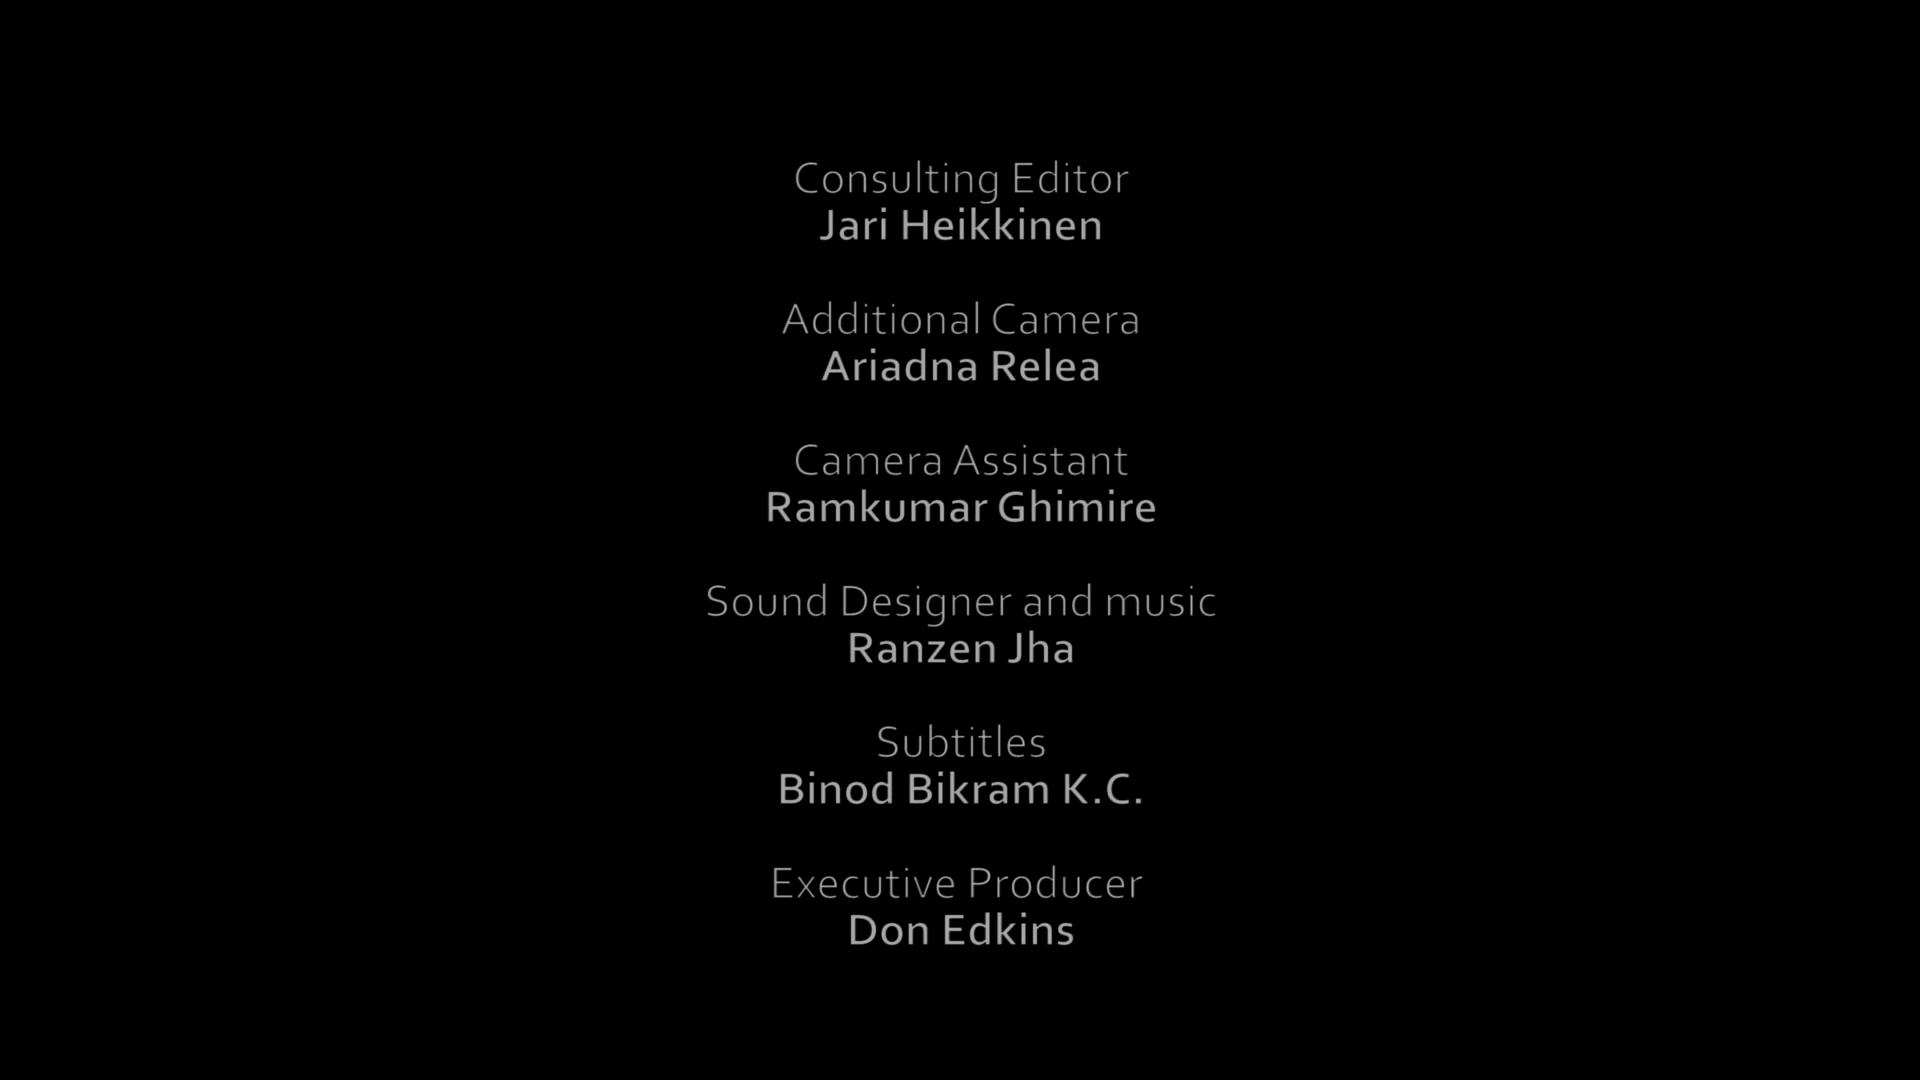 Consulting Editor
Jari Heikkinen
Additional Camera
Ariadna Relea
Camera Assistant
Ramkumar Ghimire
Sound Designer and music
Ranzen Jha
Subtitles
Binod Bikram K.C.
Executive Producer
Don Edkins